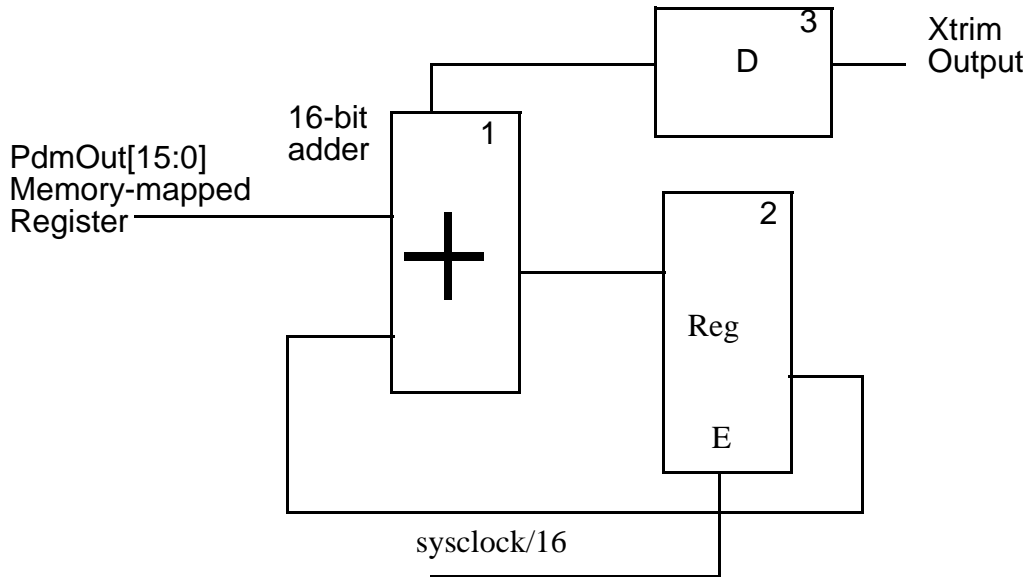 3
Xtrim
Output
D
16-bit
adder
1
PdmOut[15:0]
Memory-mapped
Register
2
Reg
E
sysclock/16